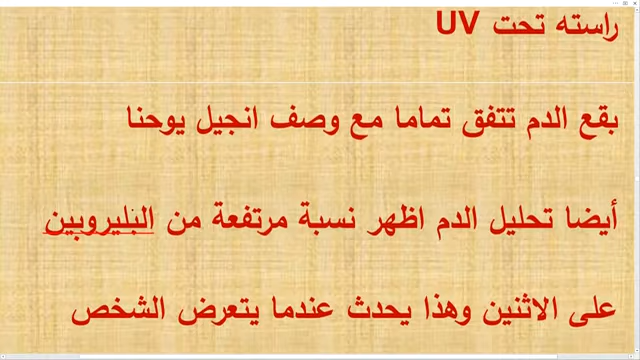 راسته تحت UV
بقع الدم تتفق تماما مع وصف انجيل يوحنا
أيضا تحليل الدم اظهر نسبة مرتفعة من البليروبين
على الاثنين وهذا يحدث عندما يتعرض الشخص